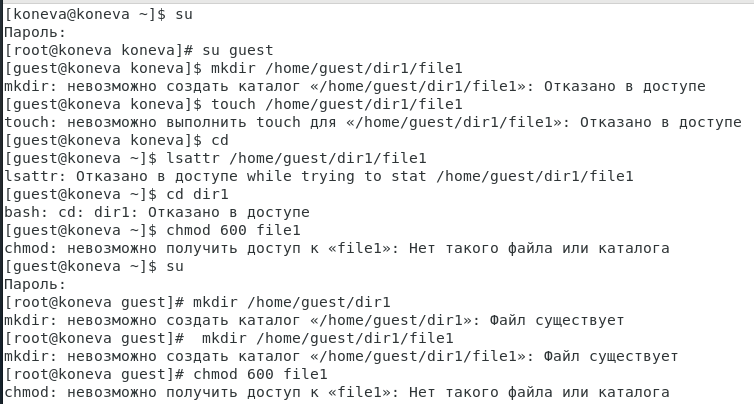 [koneva@koneva ~]$ su
Пароль:
[root@koneva koneva]# su guest
[guest@koneva koneva]$ mkdir /home/guest/dir1/file1
mkdir: невозможно создать каталог «/home/guest/dir1/file1»: Отказано в доступе
[guest@koneva koneva]$ touch /home/guest/dir1/file1
touch: невозможно выполнить touch для «/home/guest/dir1/file1»: Отказано в доступе
[guest@koneva koneva]$ cd
[guest@koneva ~]$ lsattr /home/guest/dir1/file1
lsattr: Отказано в доступе while trying to stat /home/guest/dir1/file1
[guest@koneva ~]$ cd dir1
bash: cd: dir1: Отказано в доступе
[guest@koneva ~]$ chmod 600 file1
chmod: невозможно получить доступ к «file1»: Нет такого файла или каталога
[guest@koneva ~]$ su
Пароль:
[root@koneva guest]# mkdir /home/guest/dir1
mkdir: невозможно создать каталог «/home/guest/dir1»: Файл существует
[root@koneva guest]#  mkdir /home/guest/dir1/file1
mkdir: невозможно создать каталог «/home/guest/dir1/file1»: Файл существует
[root@koneva guest]# chmod 600 file1
chmod: невозможно получить доступ к «file1»: Нет такого файла или каталога